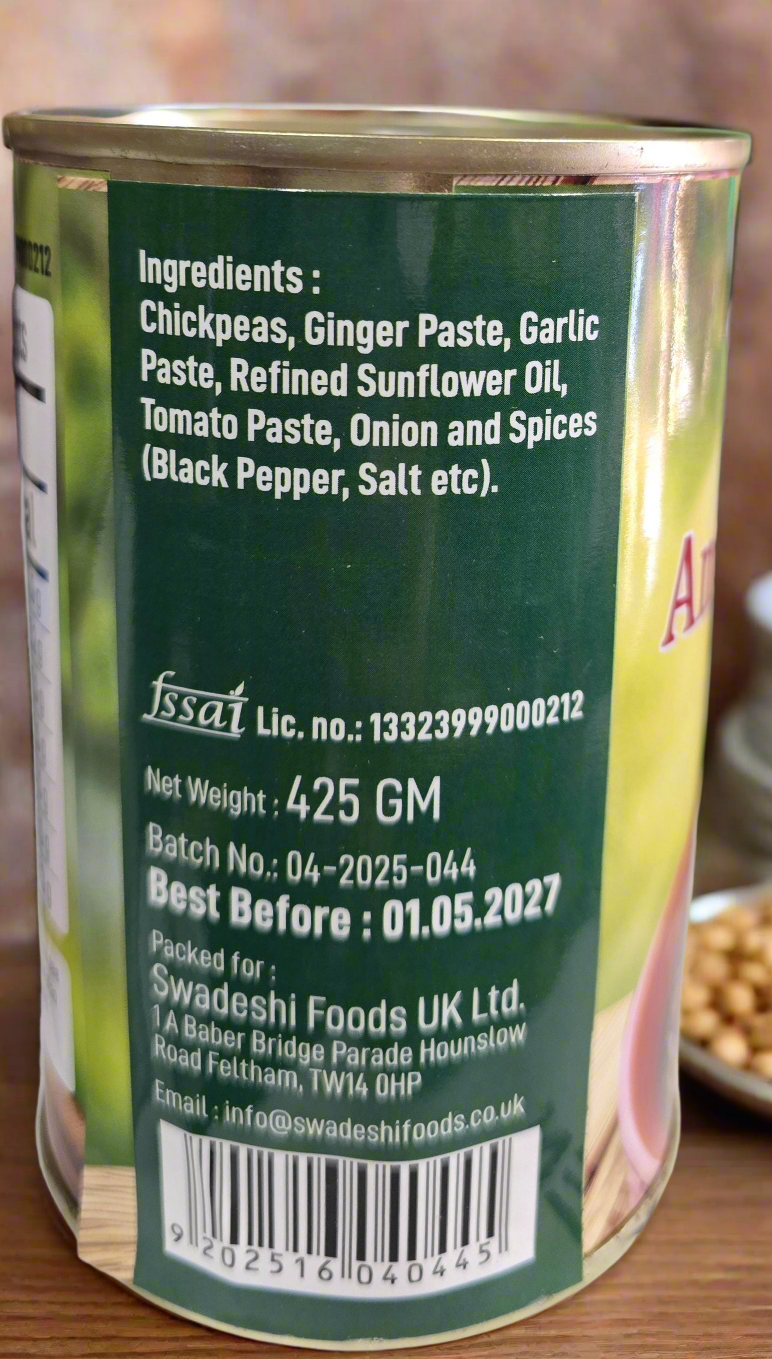 Ingredients :
Chickpeas, Ginger Paste, Garlic
Paste, Refined Sunflower Oil,
Tomato Paste, Onion and Spices
(Black Pepper, Salt etc).
fssai Lic. no.: 13323999000212
Net Weight : 425 GM
Batch No.: 04-2025-044
Best Before : 01.05.2027
Packed for :
Swadeshi Foods UK Ltd.
1 A Baber Bridge Parade Hounslow
Road Feltham, TW14 0HP
Email : info@swadeshifoods.co.uk
9 202516 040445